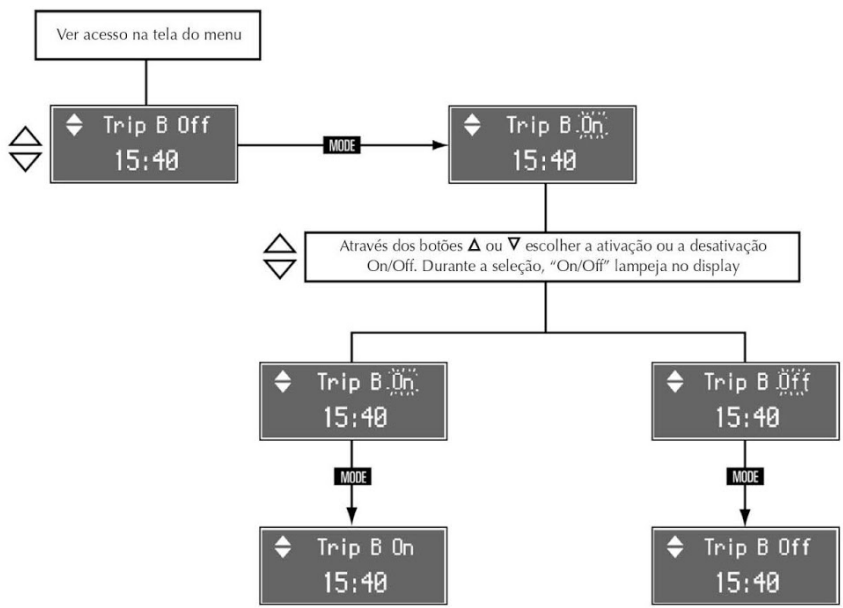 Ver acesso na tela do menu
Trip B Off
15:40
MODE
Trip B On
15:40
Através dos botões Δ ou ∇ escolher a ativação ou a desativação
On/Off. Durante a seleção, “On/Off” lampeja no display
Trip B On
15:40
Trip B Off
15:40
MODE
MODE
Trip B On
15:40
Trip B Off
15:40